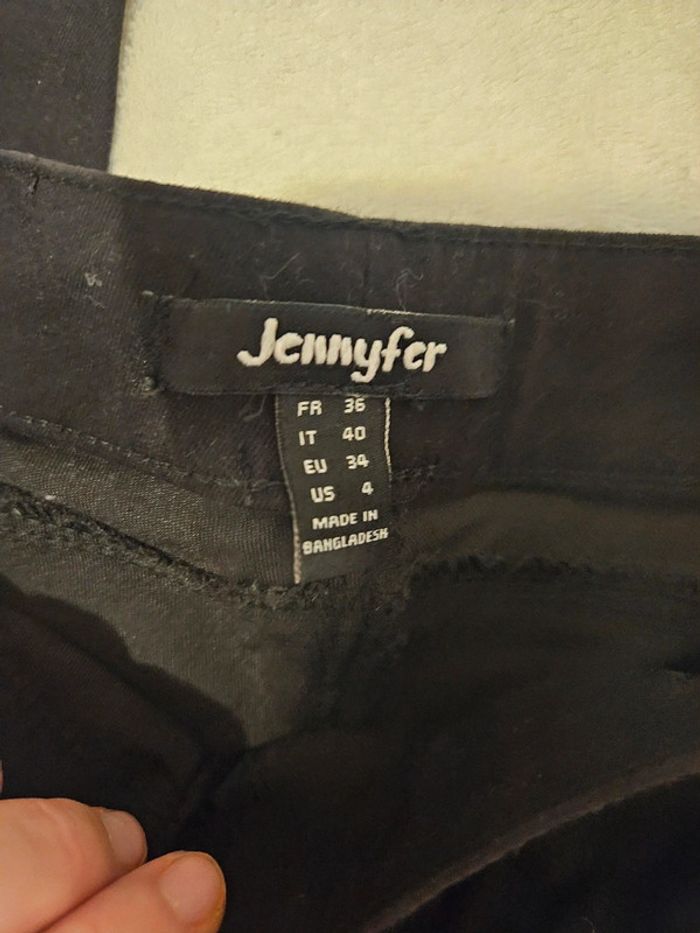 Jennyfer
FR 36
IT 40
EU 34
US 4
MADE IN
BANGLADESH